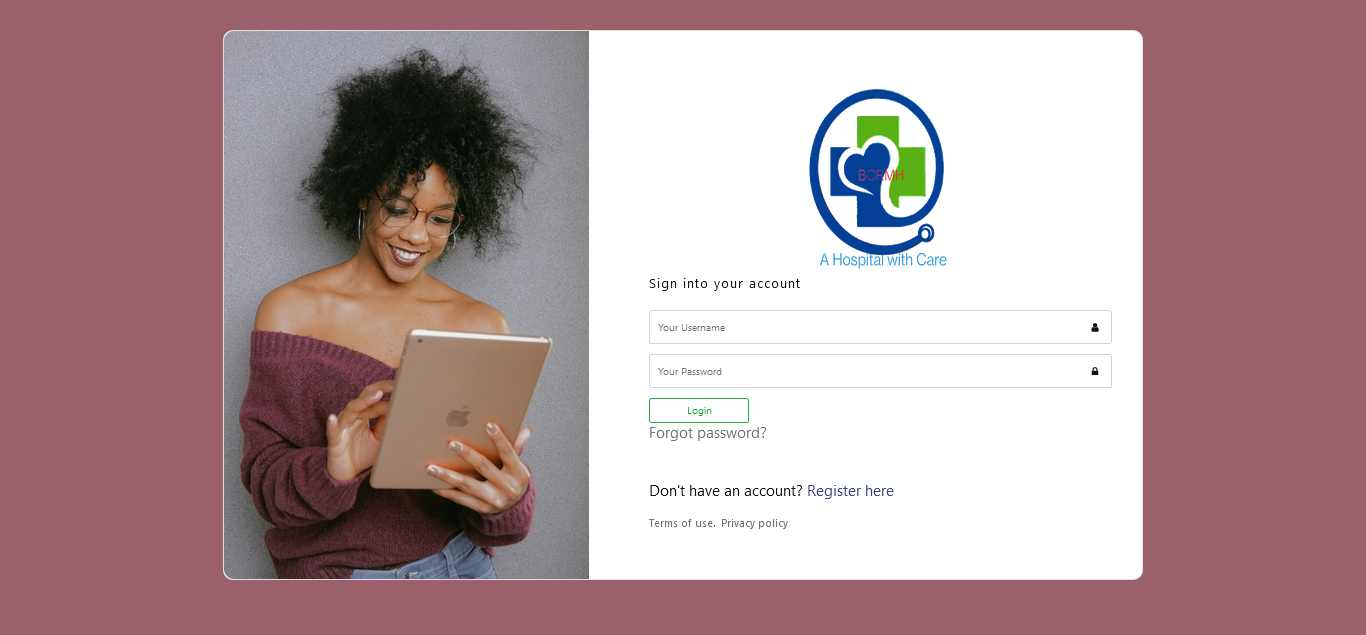 BCRMH
A Hospital with Care
Sign into your account
Your Username
Your Password
Login
Forgot password?
Don't have an account? Register here
Terms of use. Privacy policy